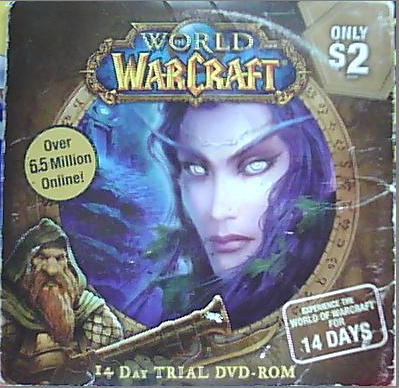 WORLD
OF
WARCRAFT
ONLY
$2
Over
6.5 Million
Online!
EXPERIENCE THE
WORLD OF WARCRAFT
FOR
14 DAYS
14 DAY TRIAL DVD-ROM